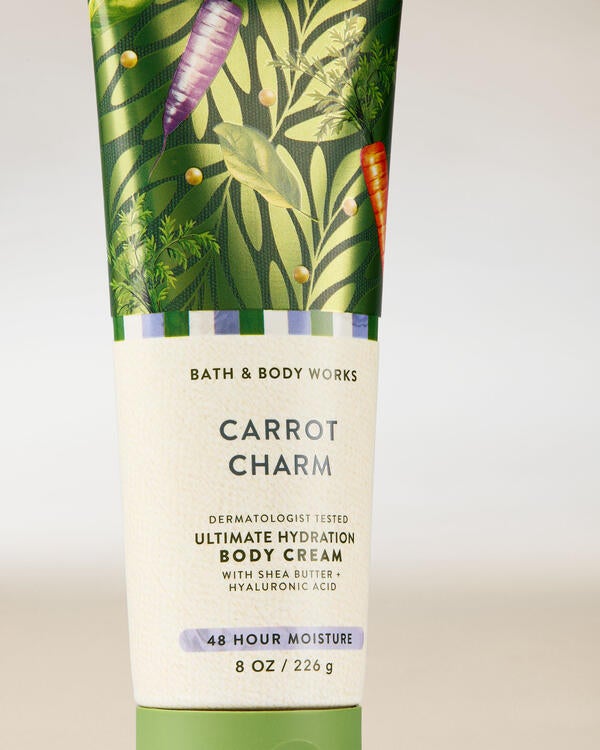 BATH & BODY WORKS
CARROT
CHARM
DERMATOLOGIST TESTED
ULTIMATE HYDRATION
BODY CREAM
WITH SHEA BUTTER +
HYALURONIC ACID
48 HOUR MOISTURE
8 OZ / 226 g